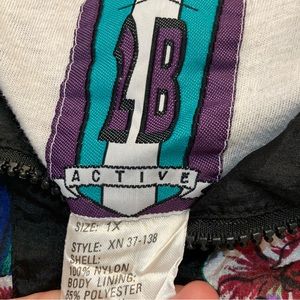 2B
ACTIVE
SIZE: 1X
STYLE: XN 37-138
SHELL:
100% NYLON
BODY LINING:
65% POLYESTER